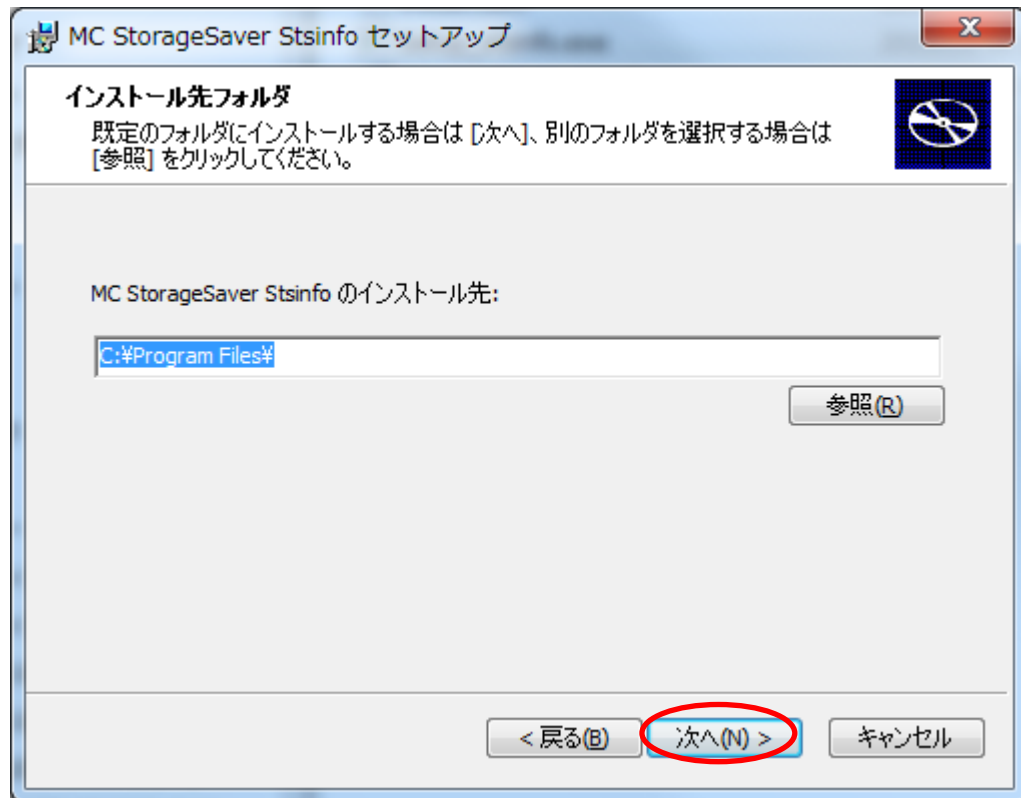 MC StorageSaver Stsinfo セットアップ
インストール先フォルダ
既定のフォルダにインストールする場合は [次へ]、別のフォルダを選択する場合は
[参照] をクリックしてください。
MC StorageSaver Stsinfo のインストール先:
C:¥Program Files¥
参照(R)
< 戻る(B) 次へ(N) > キャンセル